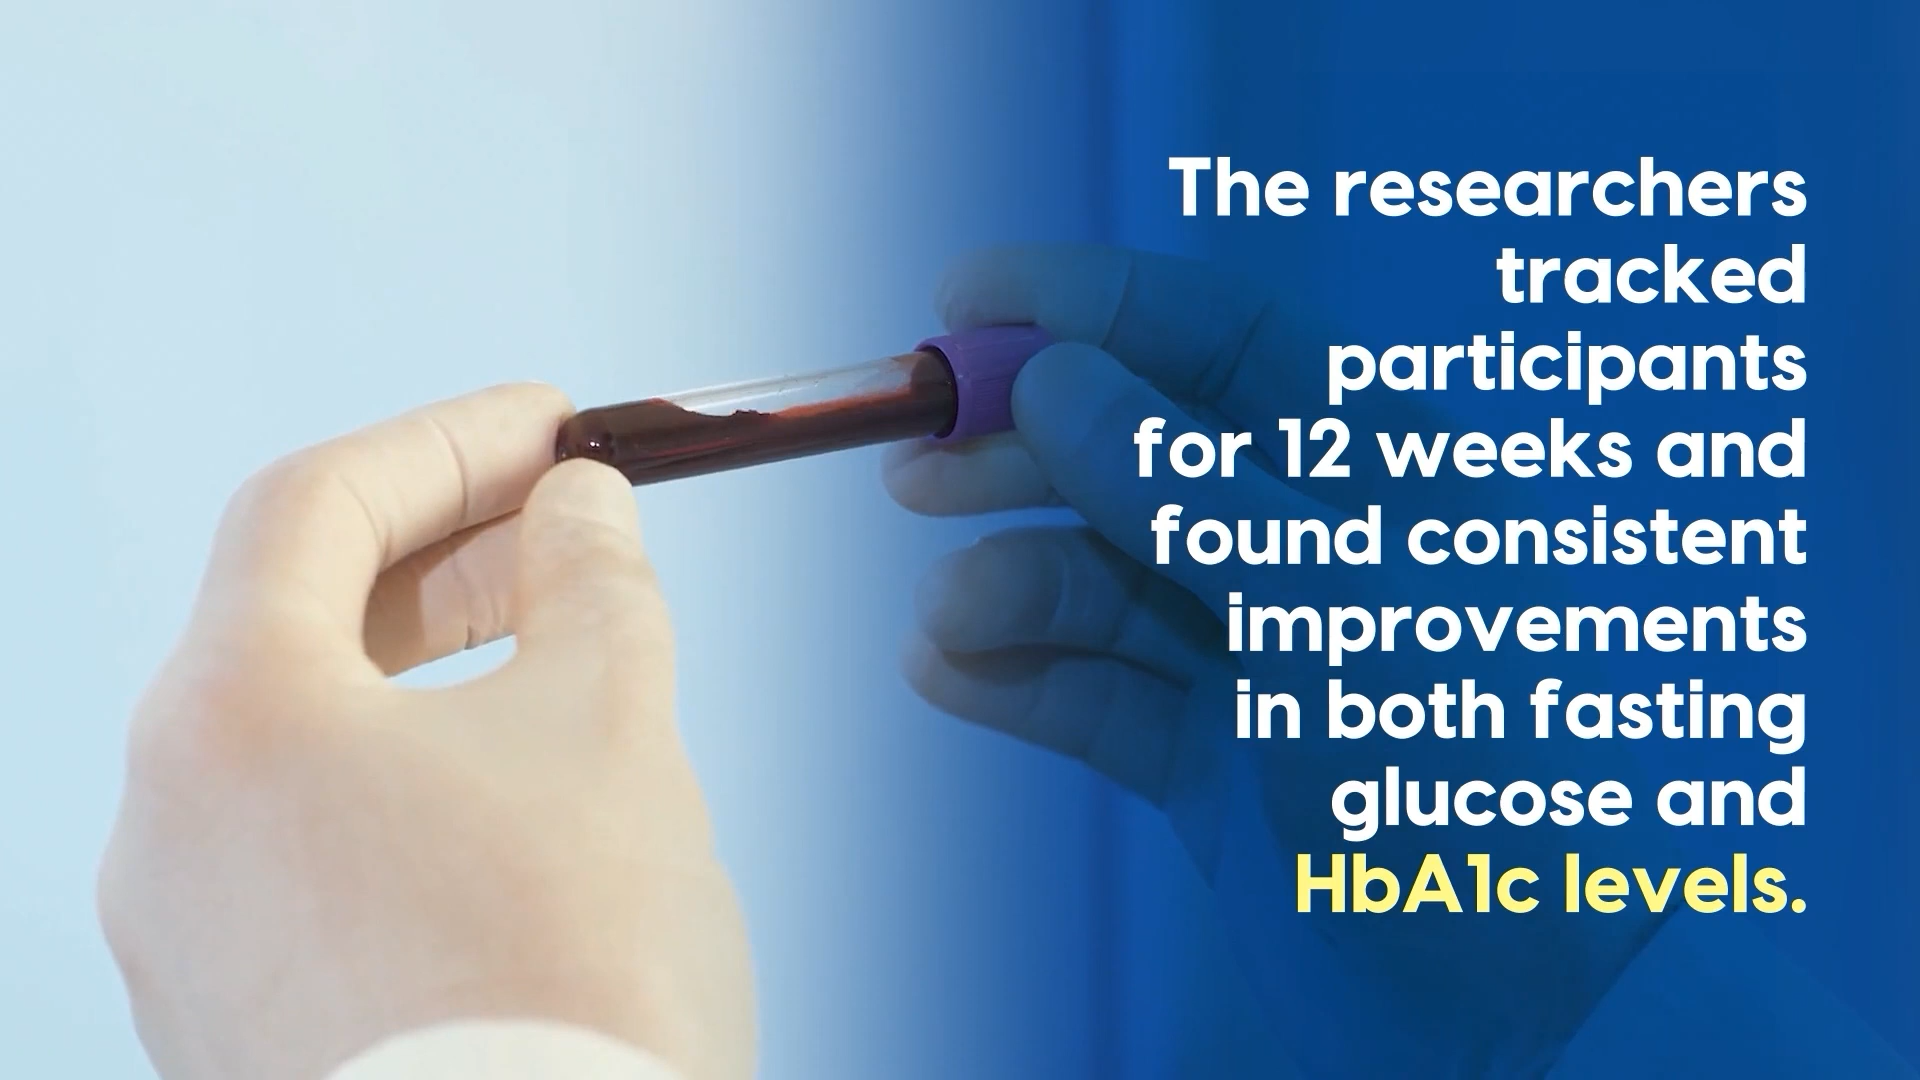 The researchers
tracked
participants
for 12 weeks and
found consistent
improvements
in both fasting
glucose and
HbA1c levels.